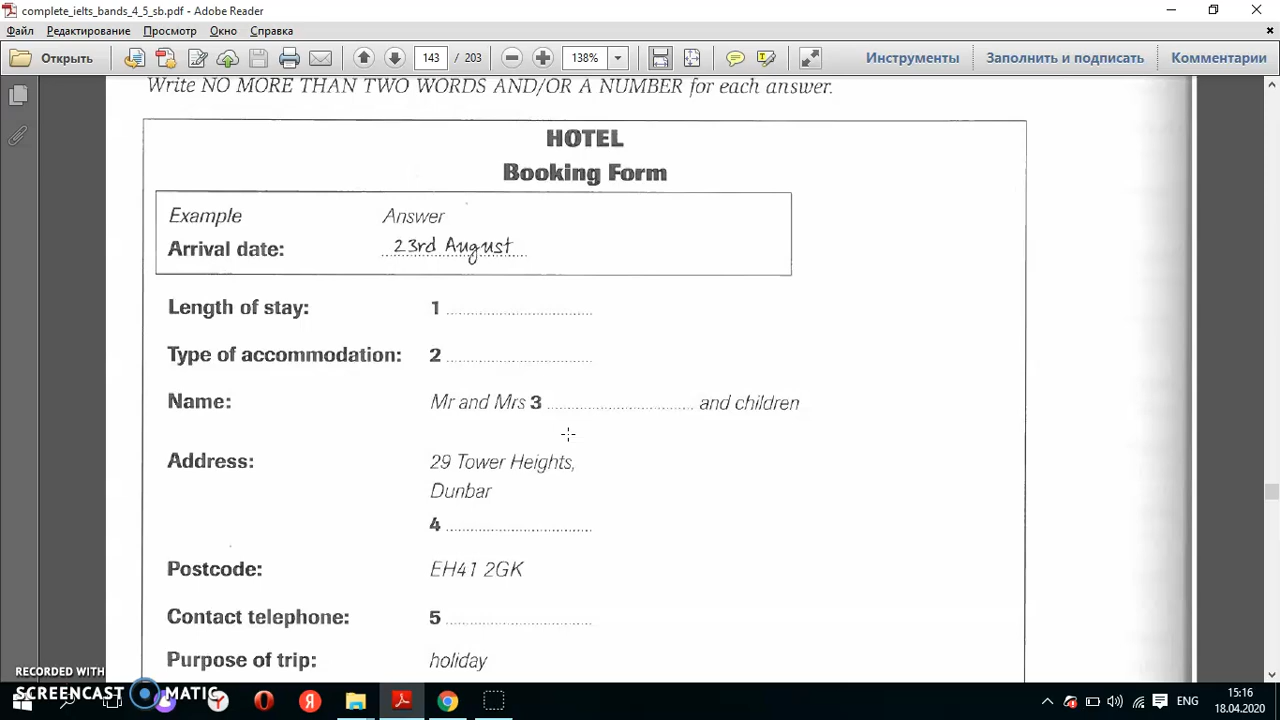 complete_ielts_bands_4_5_sb.pdf - Adobe Reader
Файл Редактирование Просмотр Окно Справка
Открыть 143 / 203 138% Инструменты Заполнить и подписать Комментарии
Write NO MORE THAN TWO WORDS AND/OR A NUMBER for each answer.
HOTEL
Booking Form
Example Answer
Arrival date: 23rd August
Length of stay: 1
Type of accommodation: 2
Name: Mr and Mrs 3 and children
Address: 29 Tower Heights,
Dunbar
4
Postcode: EH41 2GK
Contact telephone: 5
Purpose of trip: holiday
RECORDED WITH
SCREENCAST MATIC
ENG
15:16
18.04.2020